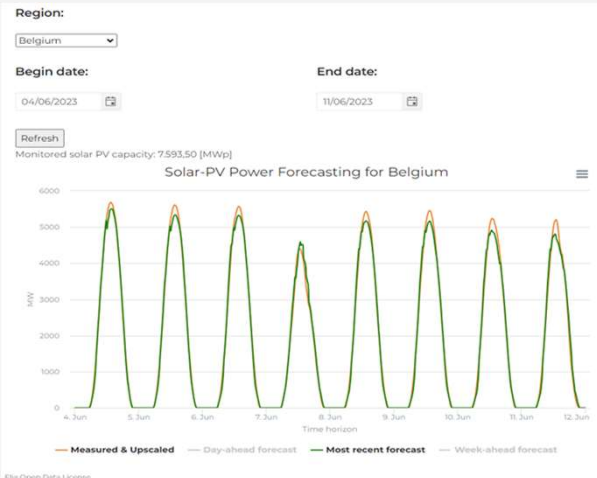 Region:
Belgium
Begin date:
End date:
04/06/2023
11/06/2023
Refresh
Monitored solar PV capacity: 7.593,50 [MWp]
Solar-PV Power Forecasting for Belgium
6000
5000
4000
3000
2000
1000
0
MW
4. Jun
5. Jun
6. Jun
7. Jun
8. Jun
9. Jun
10. Jun
11. Jun
12. Jun
Time horizon
Measured & Upscaled
Day-ahead forecast
Most recent forecast
Week-ahead forecast
Open Data License